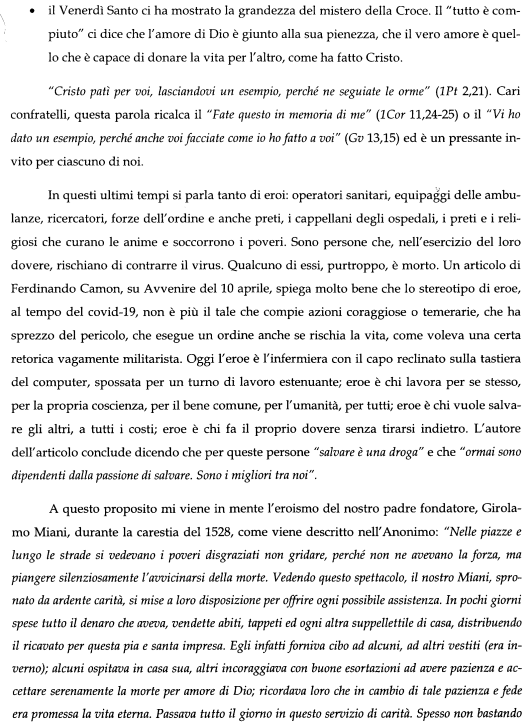 • il Venerdì Santo ci ha mostrato la grandezza del mistero della Croce. Il "tutto è com-
piuto" ci dice che l'amore di Dio è giunto alla sua pienezza, che il vero amore è quel-
lo che è capace di donare la vita per l'altro, come ha fatto Cristo.
"Cristo patì per voi, lasciandovi un esempio, perché ne seguiate le orme" (1Pt 2,21). Cari
confratelli, questa parola ricalca il "Fate questo in memoria di me" (1Cor 11,24-25) o il "Vi ho
dato un esempio, perché anche voi facciate come io ho fatto a voi" (Gv 13,15) ed è un pressante in-
vito per ciascuno di noi.
In questi ultimi tempi si parla tanto di eroi: operatori sanitari, equipaggi delle ambu-
lanze, ricercatori, forze dell'ordine e anche preti, i cappellani degli ospedali, i preti e i reli-
giosi che curano le anime e soccorrono i poveri. Sono persone che, nell'esercizio del loro
dovere, rischiano di contrarre il virus. Qualcuno di essi, purtroppo, è morto. Un articolo di
Ferdinando Camon, su Avvenire del 10 aprile, spiega molto bene che lo stereotipo di eroe,
al tempo del covid-19, non è più il tale che compie azioni coraggiose o temerarie, che ha
sprezzo del pericolo, che esegue un ordine anche se rischia la vita, come voleva una certa
retorica vagamente militarista. Oggi l'eroe è l'infermiera con il capo reclinato sulla tastiera
del computer, spossata per un turno di lavoro estenuante; eroe è chi lavora per se stesso,
per la propria coscienza, per il bene comune, per l'umanità, per tutti; eroe è chi vuole salva-
re gli altri, a tutti i costi; eroe è chi fa il proprio dovere senza tirarsi indietro. L'autore
dell'articolo conclude dicendo che per queste persone "salvare è una droga" e che "ormai sono
dipendenti dalla passione di salvare. Sono i migliori tra noi".
A questo proposito mi viene in mente l'eroismo del nostro padre fondatore, Girola-
mo Miani, durante la carestia del 1528, come viene descritto nell'Anonimo: "Nelle piazze e
lungo le strade si vedevano i poveri disgraziati non gridare, perché non ne avevano la forza, ma
piangere silenziosamente l'avvicinarsi della morte. Vedendo questo spettacolo, il nostro Miani, spro-
nato da ardente carità, si mise a loro disposizione per offrire ogni possibile assistenza. In pochi giorni
spese tutto il denaro che aveva, vendette abiti, tappeti ed ogni altra suppellettile di casa, distribuendo
il ricavato per questa pia e santa impresa. Egli infatti forniva cibo ad alcuni, ad altri vestiti (era in-
verno); alcuni ospitava in casa sua, altri incoraggiava con buone esortazioni ad avere pazienza e ac-
cettare serenamente la morte per amore di Dio; ricordava loro che in cambio di tale pazienza e fede
era promessa la vita eterna. Passava tutto il giorno in questo servizio di carità. Spesso non bastando